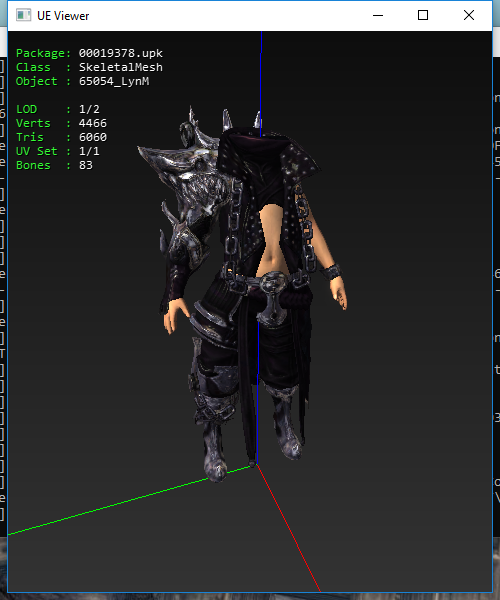 UE Viewer
Package: 00019378.upk
Class : SkeletalMesh
Object : 65054_LynM
LOD : 1/2
Verts : 4466
Tris : 6060
UV Set : 1/1
Bones : 83